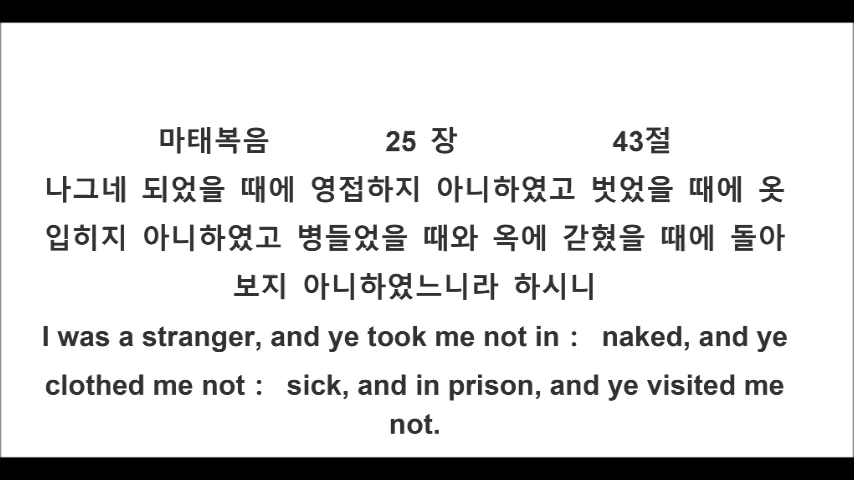 마태복음 25 장 43절
나그네 되었을 때에 영접하지 아니하였고 벗었을 때에 옷
입히지 아니하였고 병들었을 때와 옥에 갇혔을 때에 돌아
보지 아니하였느니라 하시니
I was a stranger, and ye took me not in : naked, and ye
clothed me not : sick, and in prison, and ye visited me
not.